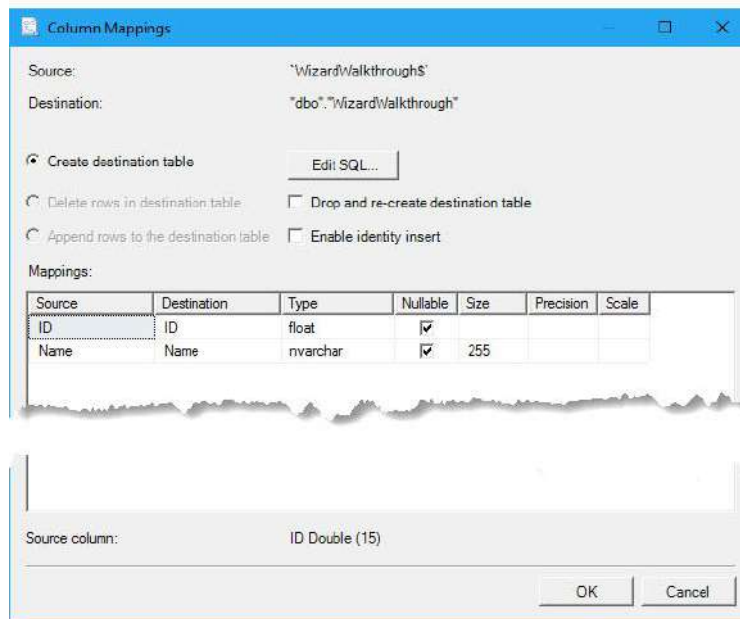 Column Mappings
Source: `WizardWalkthrough$`
Destination: "dbo"."WizardWalkthrough"
Create destination table Edit SQL...
Delete rows in destination table Drop and re-create destination table
Append rows to the destination table Enable identity insert
Mappings:
Source Destination Type Nullable Size Precision Scale
ID ID float
Name Name nvarchar 255
Source column: ID Double (15)
OK Cancel